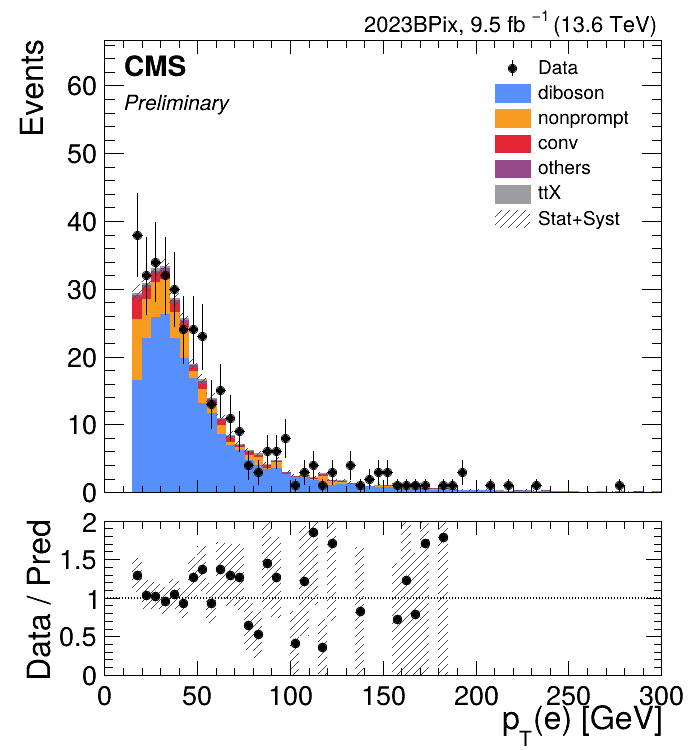 2023BPix, 9.5 fb⁻¹ (13.6 TeV)
CMS
Preliminary
Events
60
50
40
30
20
10
0
Data
diboson
nonprompt
conv
others
ttX
Stat+Syst
Data / Pred
2
1.5
1
0.5
0
0
50
100
150
200
250
300
p_T(e) [GeV]